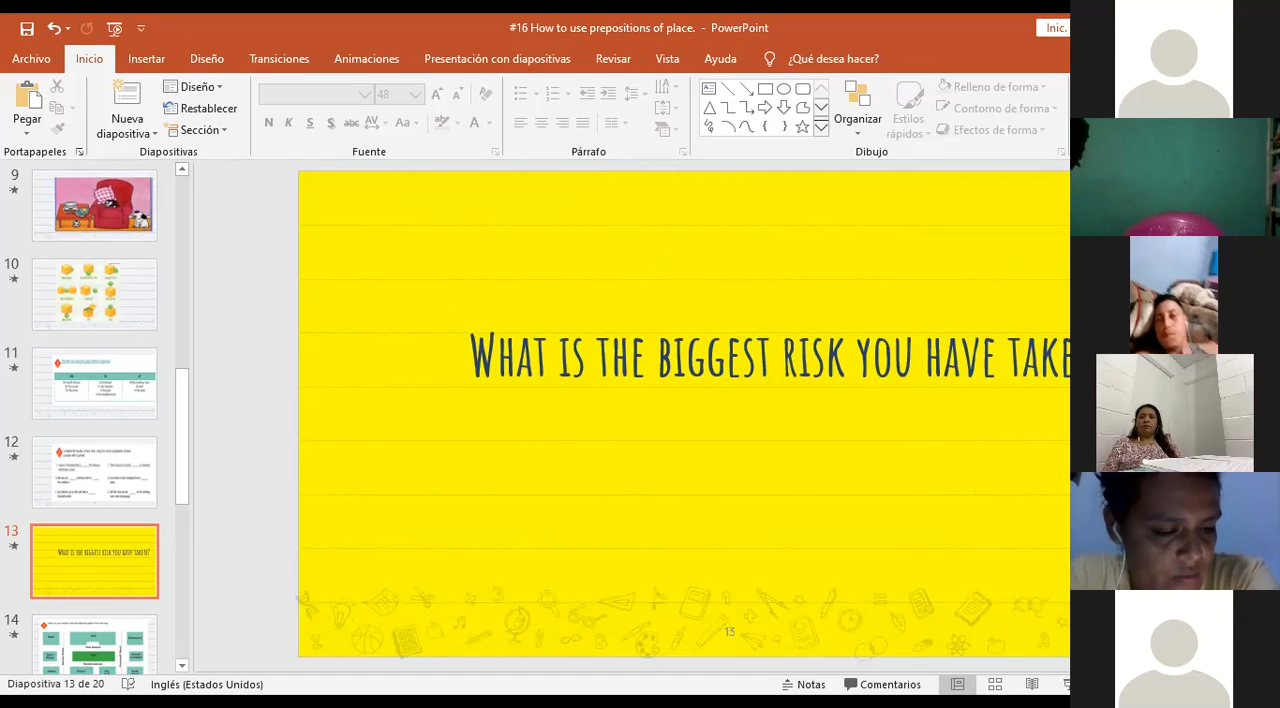 #16 How to use prepositions of place. - PowerPoint
Inic.
Archivo
Inicio
Insertar
Diseño
Transiciones
Animaciones
Presentación con diapositivas
Revisar
Vista
Ayuda
¿Qué desea hacer?
Pegar
Nueva
diapositiva
Diseño
Restablecer
Sección
48
N K S S abc AV Aa A
Organizar
Estilos
rápidos
Relleno de forma
Contorno de forma
Efectos de forma
Portapapeles
Diapositivas
Fuente
Párrafo
Dibujo
9
10
11
12
13
WHAT IS THE BIGGEST RISK YOU HAVE TAKEN?
14
WHAT IS THE BIGGEST RISK YOU HAVE TAKE
13
Diapositiva 13 de 20
Inglés (Estados Unidos)
Notas
Comentarios